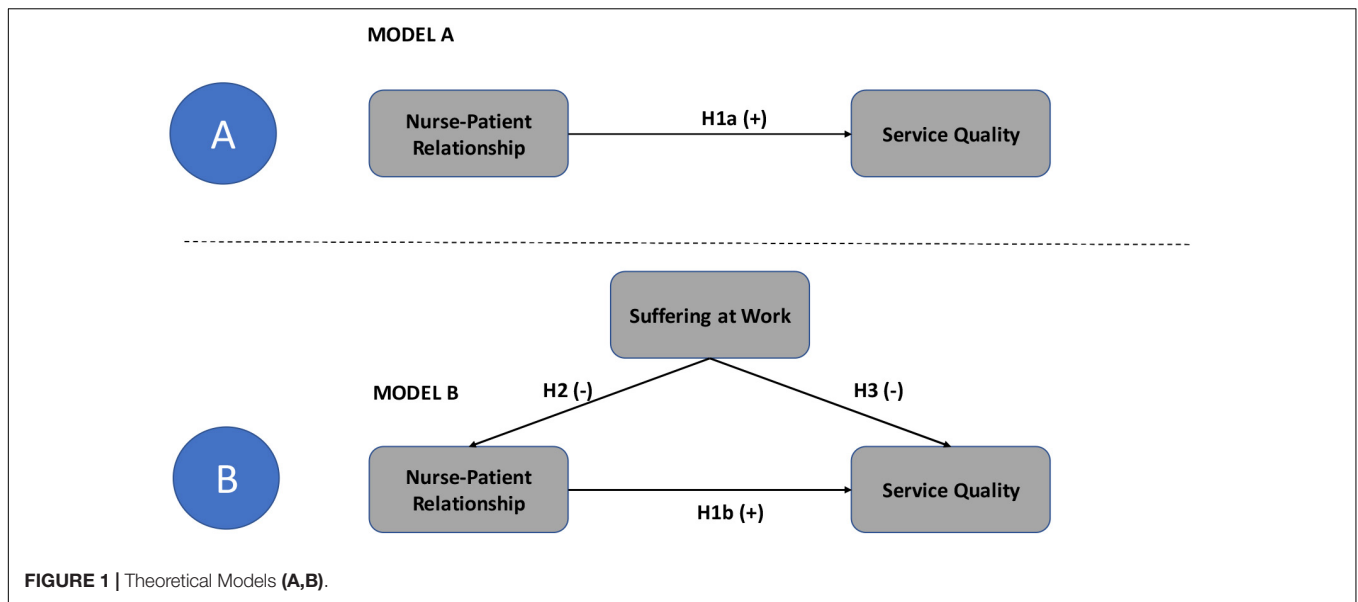 MODEL A
A
Nurse-Patient
Relationship
H1a (+)
Service Quality
Suffering at Work
MODEL B
H2 (-)
H3 (-)
B
Nurse-Patient
Relationship
H1b (+)
Service Quality
FIGURE 1 | Theoretical Models (A,B).